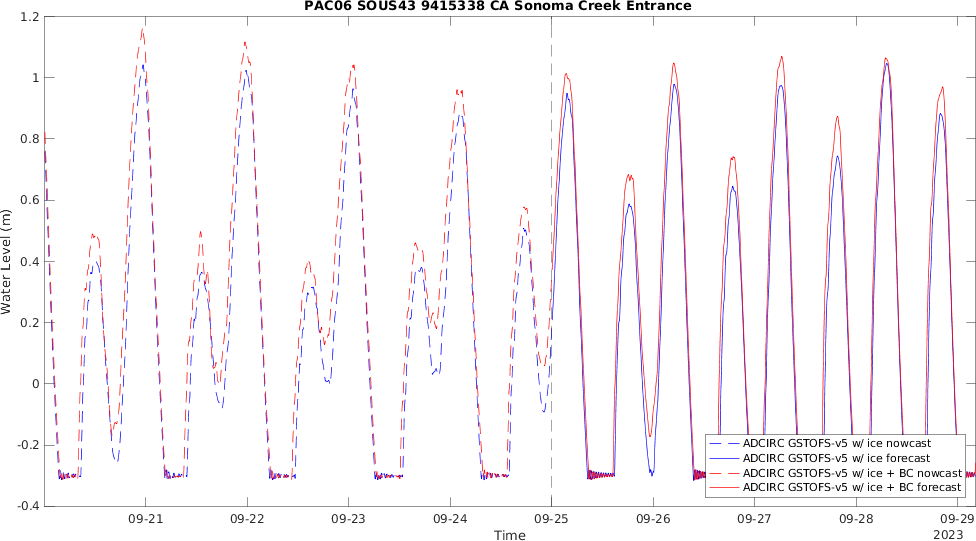 PAC06 SOUS43 9415338 CA Sonoma Creek Entrance
1.2
1
0.8
0.6
0.4
0.2
0
-0.2
-0.4
Water Level (m)
ADCIRC GSTOFS-v5 w/ ice nowcast
ADCIRC GSTOFS-v5 w/ ice forecast
ADCIRC GSTOFS-v5 w/ ice + BC nowcast
ADCIRC GSTOFS-v5 w/ ice + BC forecast
09-21 09-22 09-23 09-24 09-25 09-26 09-27 09-28 09-29
Time 2023